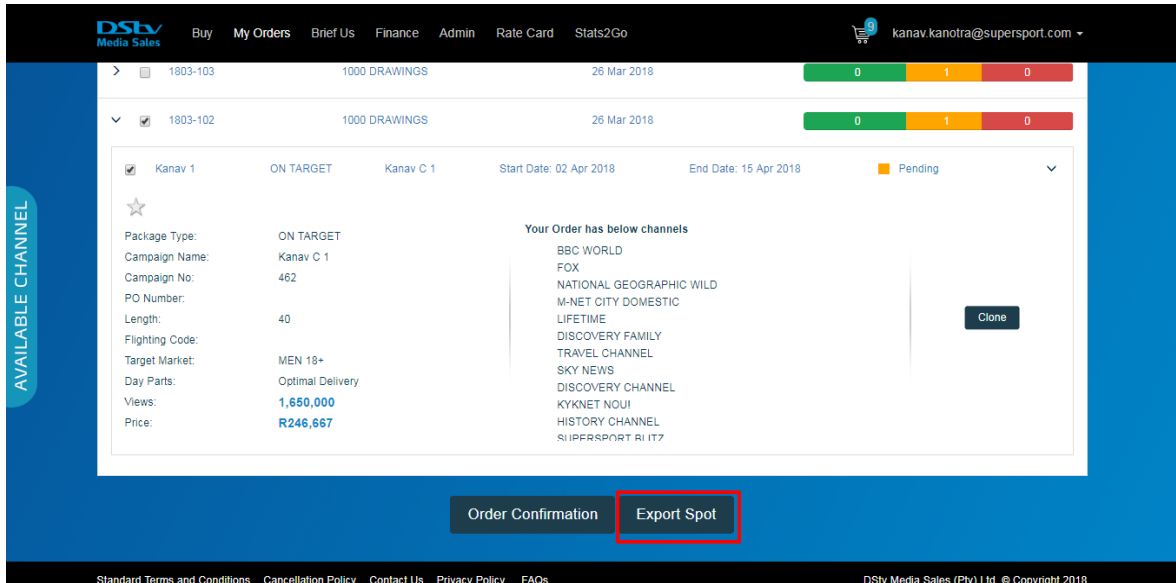 DStv
Media Sales
Buy My Orders Brief Us Finance Admin Rate Card Stats2Go
9
kanav.kanotra@supersport.com
1803-103 1000 DRAWINGS 26 Mar 2018 0 1 0
1803-102 1000 DRAWINGS 26 Mar 2018 0 1 0
Kanav 1 ON TARGET Kanav C 1 Start Date: 02 Apr 2018 End Date: 15 Apr 2018 Pending
AVAILABLE CHANNEL
Package Type: ON TARGET
Campaign Name: Kanav C 1
Campaign No: 462
PO Number:
Length: 40
Flighting Code:
Target Market: MEN 18+
Day Parts: Optimal Delivery
Views: 1,650,000
Price: R246,667
Your Order has below channels
BBC WORLD
FOX
NATIONAL GEOGRAPHIC WILD
M-NET CITY DOMESTIC
LIFETIME
DISCOVERY FAMILY
TRAVEL CHANNEL
SKY NEWS
DISCOVERY CHANNEL
KYKNET NOU!
HISTORY CHANNEL
SUPERSPORT BLITZ
Clone
Order Confirmation
Export Spot
Standard Terms and Conditions Cancellation Policy Contact Us Privacy Policy FAQs
DStv Media Sales (Pty) Ltd. © Copyright 2018